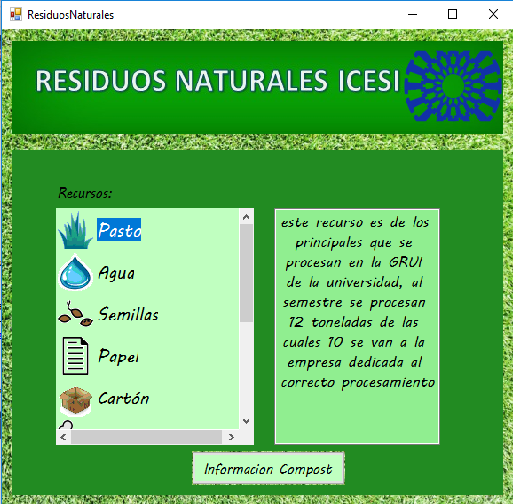 ResiduosNaturales
RESIDUOS NATURALES ICESI
Recursos:
Pasto
Agua
Semillas
Papel
Cartón
este recurso es de los
principales que se
procesan en la GRUI
de la universidad, al
semestre se procesan
12 toneladas de las
cuales 10 se van a la
empresa dedicada al
correcto procesamiento
Informacion Compost